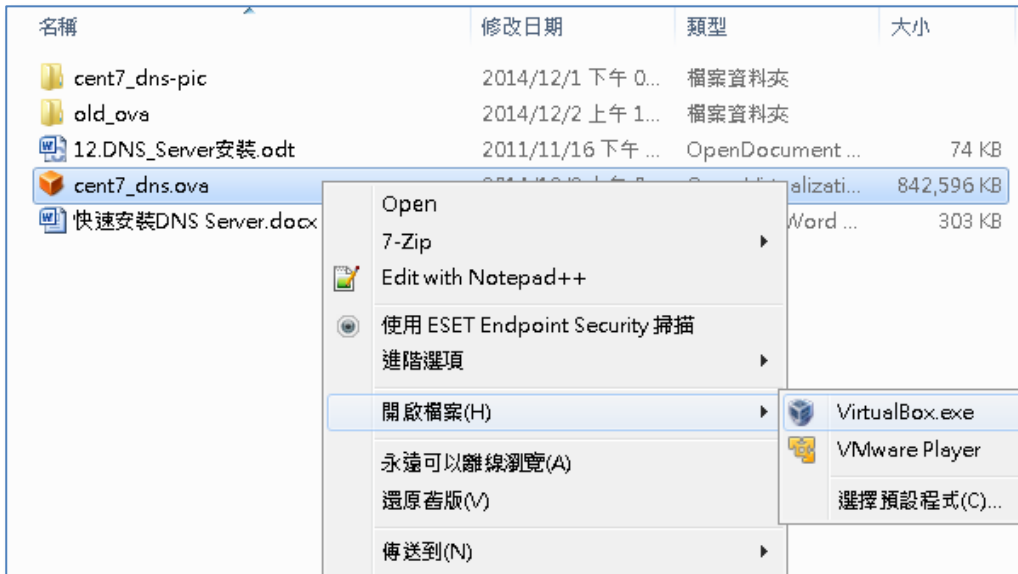 名稱 修改日期 類型 大小
cent7_dns-pic 2014/12/1 下午 0... 檔案資料夾
old_ova 2014/12/2 上午 1... 檔案資料夾
12.DNS_Server安裝.odt 2011/11/16 下午 ... OpenDocument ... 74 KB
cent7_dns.ova alizati... 842,596 KB
快速安裝DNS Server.docx Word ... 303 KB
Open
7-Zip
Edit with Notepad++
使用 ESET Endpoint Security 掃描
進階選項
開啟檔案(H)
VirtualBox.exe
VMware Player
選擇預設程式(C)...
永遠可以離線瀏覽(A)
還原舊版(V)
傳送到(N)